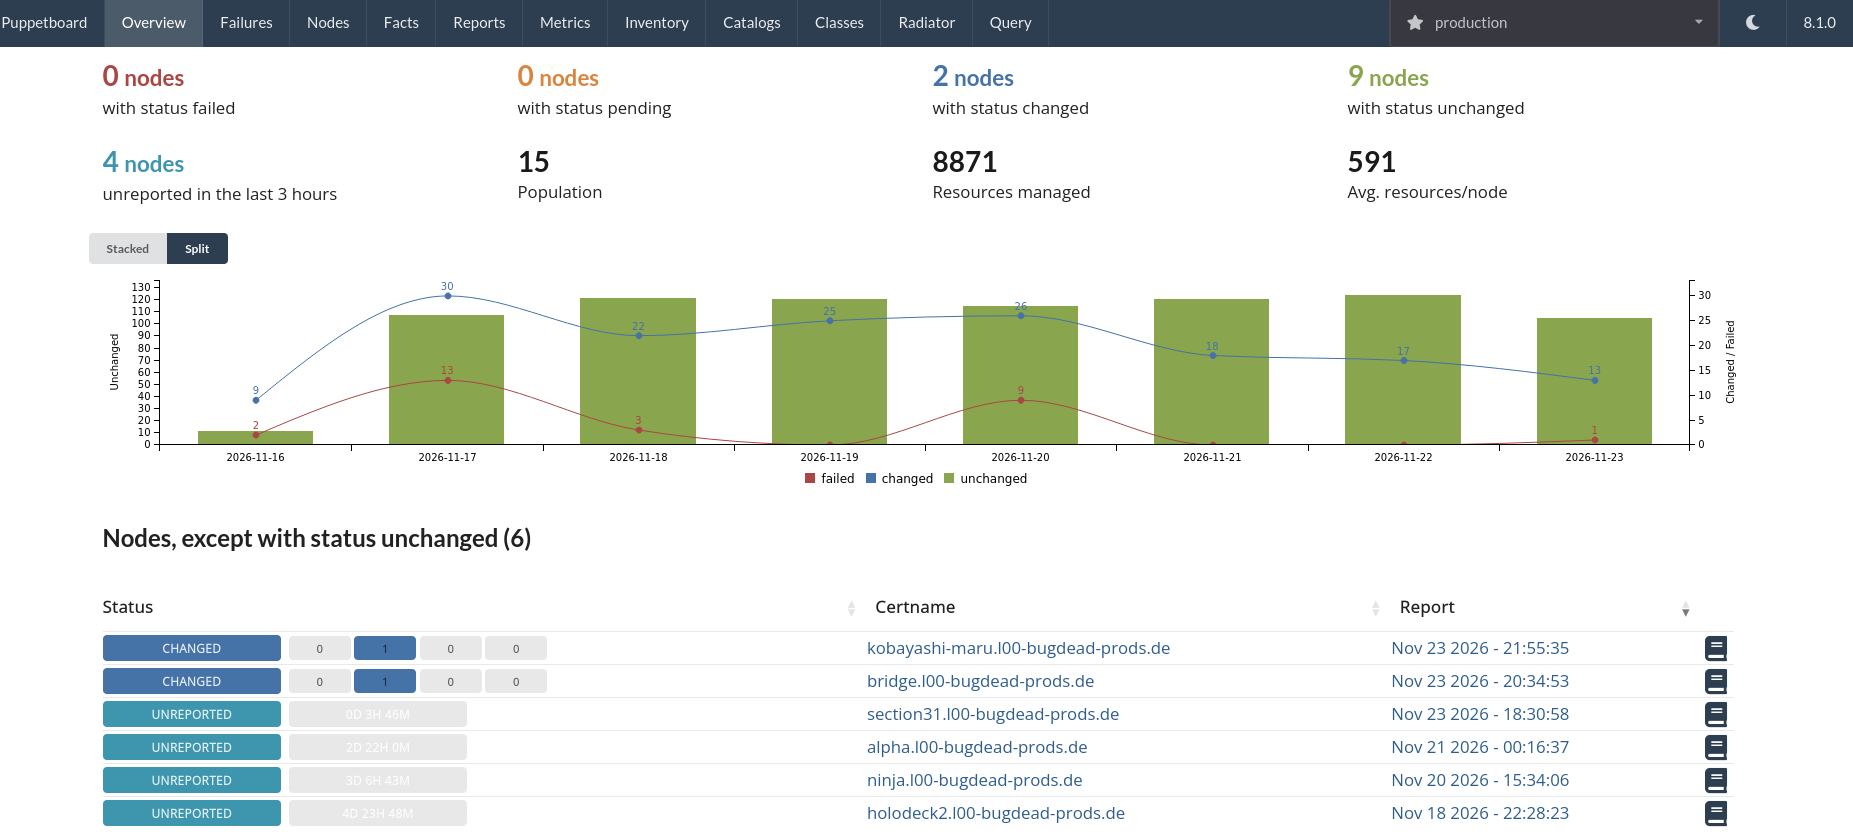 Puppetboard Overview Failures Nodes Facts Reports Metrics Inventory Catalogs Classes Radiator Query production 8.1.0
0 nodes 0 nodes 2 nodes 9 nodes
with status failed with status pending with status changed with status unchanged
4 nodes 15 8871 591
unreported in the last 3 hours Population Resources managed Avg. resources/node
Stacked Split
Unchanged
130
120
110
100
90
80
70
60
50
40
30
20
10
0
9 30 22 25 26 18 17 13
2 13 3 9 1
30
25
20
15
10
5
0
Changed / Failed
2026-11-16 2026-11-17 2026-11-18 2026-11-19 2026-11-20 2026-11-21 2026-11-22 2026-11-23
failed changed unchanged
Nodes, except with status unchanged (6)
Status Certname Report
CHANGED 0 1 0 0 kobayashi-maru.l00-bugdead-prods.de Nov 23 2026 - 21:55:35
CHANGED 0 1 0 0 bridge.l00-bugdead-prods.de Nov 23 2026 - 20:34:53
UNREPORTED 0D 3H 46M section31.l00-bugdead-prods.de Nov 23 2026 - 18:30:58
UNREPORTED 2D 22H 0M alpha.l00-bugdead-prods.de Nov 21 2026 - 00:16:37
UNREPORTED 3D 6H 43M ninja.l00-bugdead-prods.de Nov 20 2026 - 15:34:06
UNREPORTED 4D 23H 48M holodeck2.l00-bugdead-prods.de Nov 18 2026 - 22:28:23